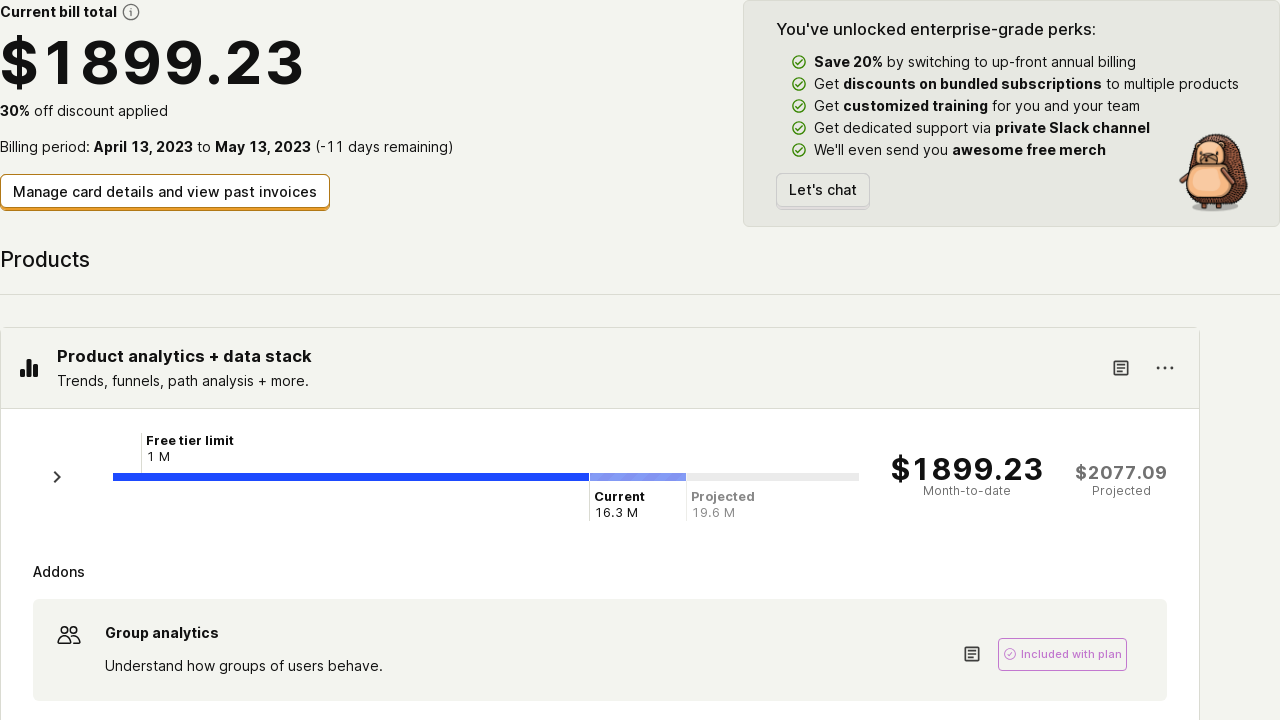 Current bill total
$1899.23
30% off discount applied
Billing period: April 13, 2023 to May 13, 2023 (-11 days remaining)
Manage card details and view past invoices
You've unlocked enterprise-grade perks:
Save 20% by switching to up-front annual billing
Get discounts on bundled subscriptions to multiple products
Get customized training for you and your team
Get dedicated support via private Slack channel
We'll even send you awesome free merch
Let's chat
Products
Product analytics + data stack
Trends, funnels, path analysis + more.
Free tier limit
1 M
Current
16.3 M
Projected
19.6 M
$1899.23
Month-to-date
$2077.09
Projected
Addons
Group analytics
Understand how groups of users behave.
Included with plan